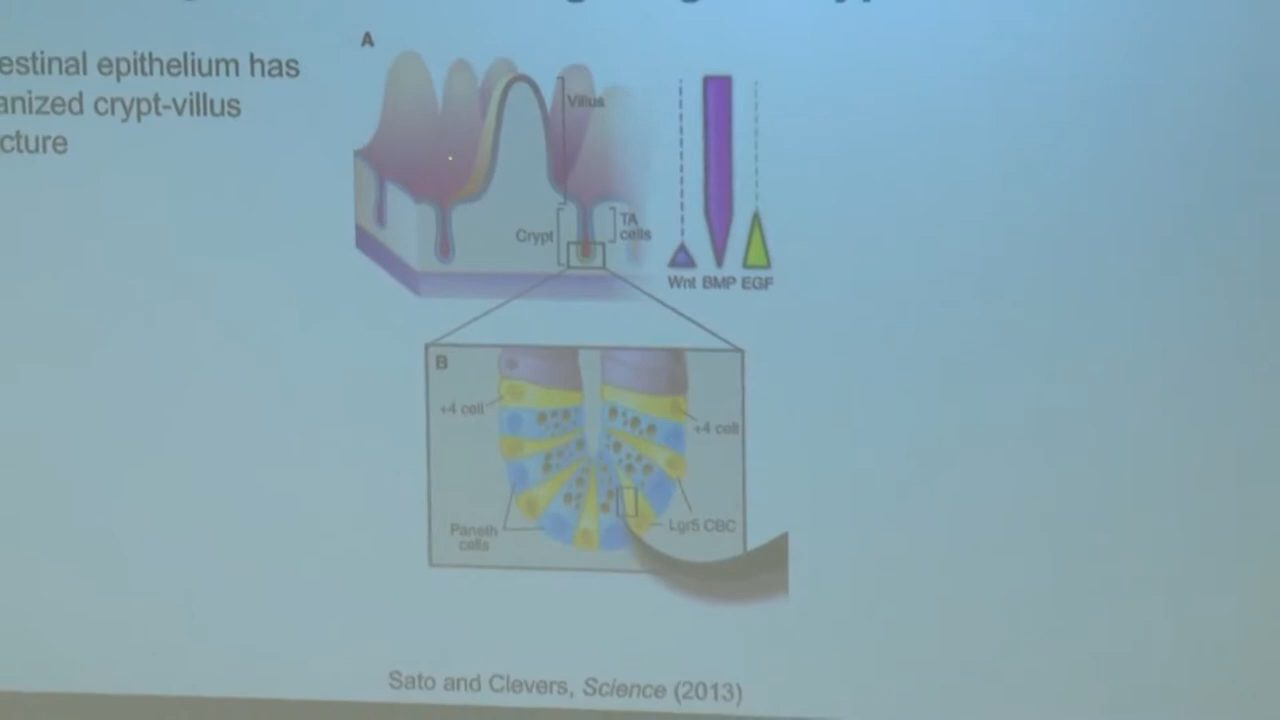 estinal epithelium has
anized crypt-villus
cture
A
Villus
Crypt
TA
cells
Wnt BMP EGF
B
+4 cell
+4 cell
Paneth
cells
Lgr5 CBC
Sato and Clevers, Science (2013)